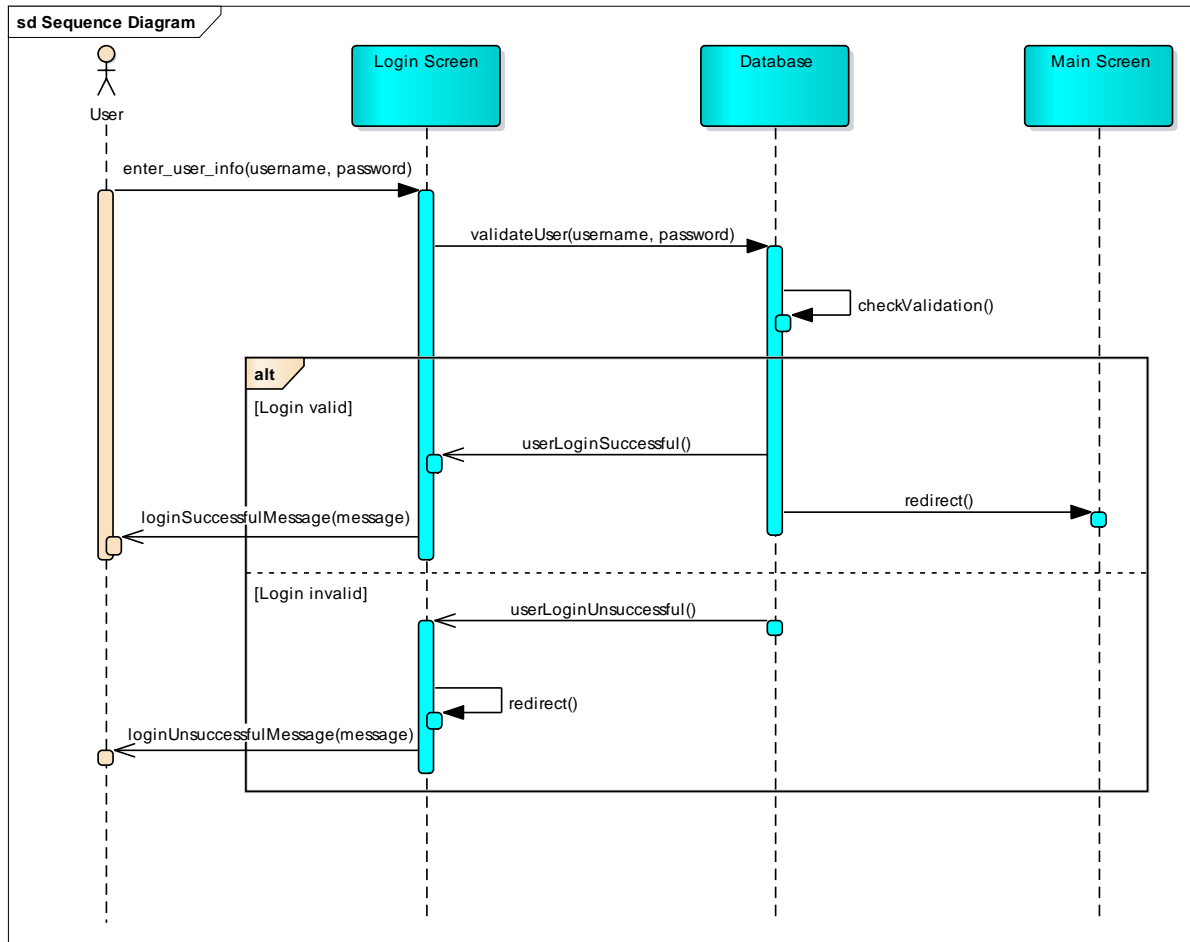 sd Sequence Diagram
User
Login Screen
Database
Main Screen
enter_user_info(username, password)
validateUser(username, password)
checkValidation()
alt
[Login valid]
userLoginSuccessful()
redirect()
loginSuccessfulMessage(message)
[Login invalid]
userLoginUnsuccessful()
redirect()
loginUnsuccessfulMessage(message)